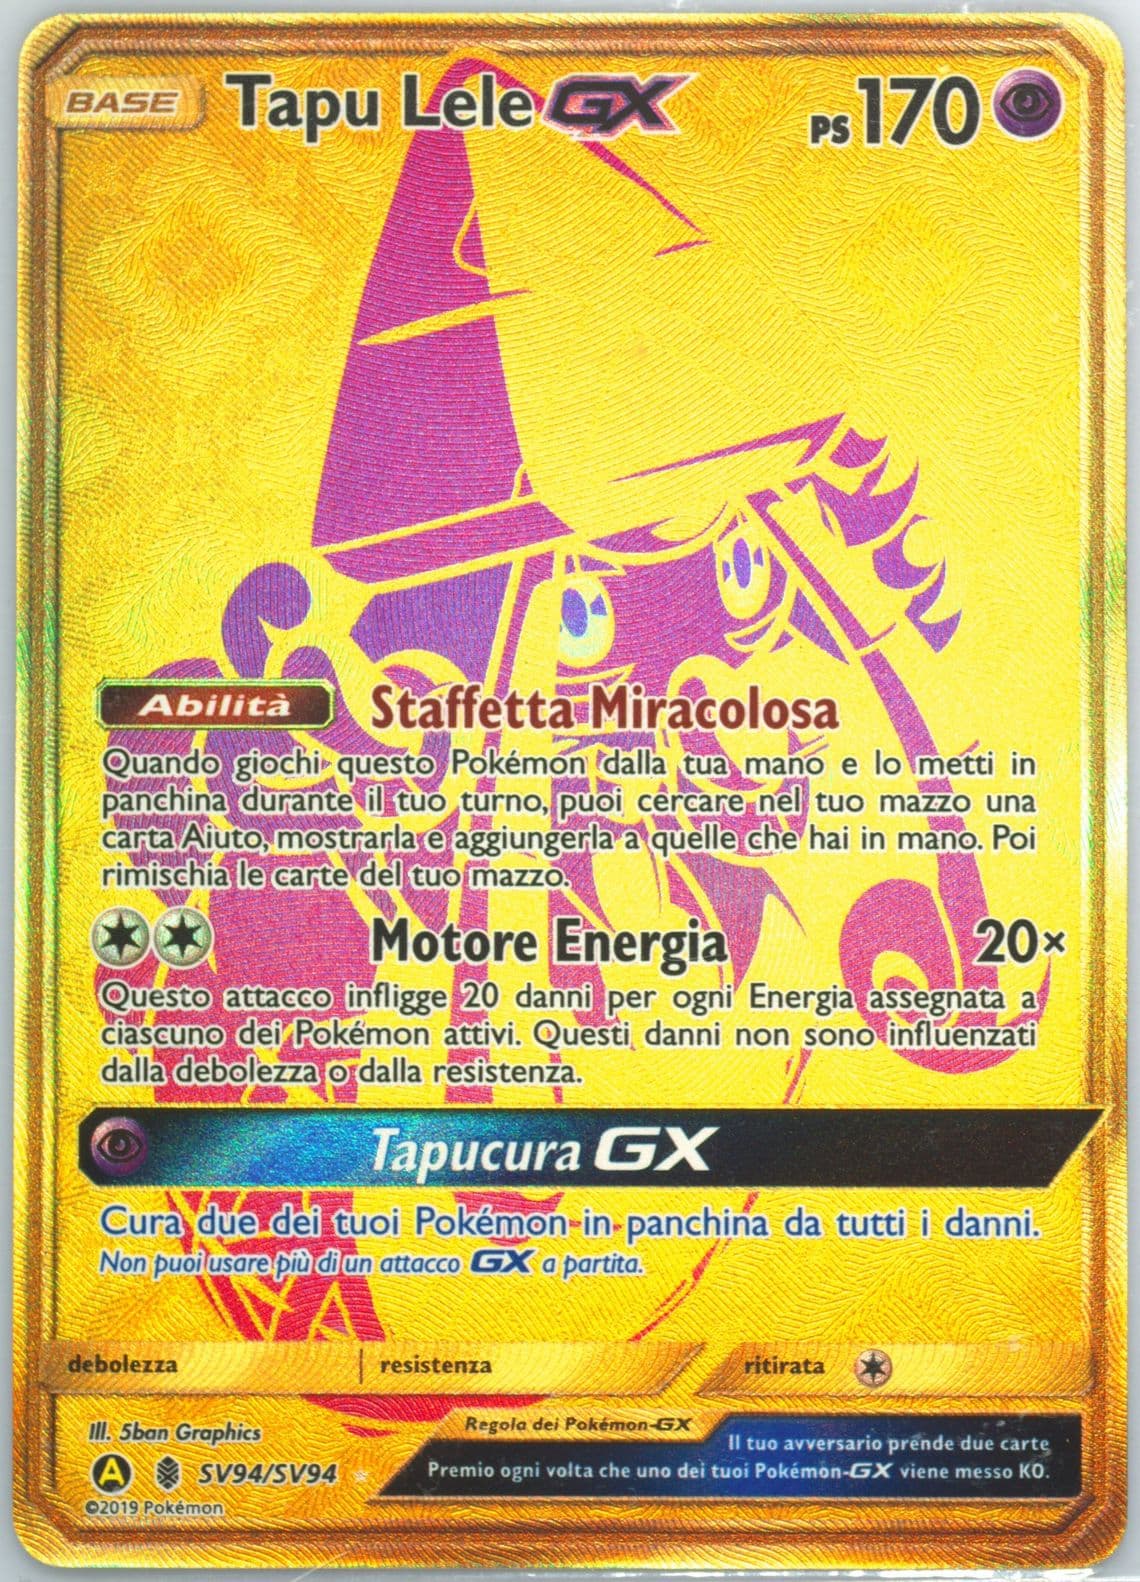 BASE Tapu Lele GX PS 170
Abilità Staffetta Miracolosa
Quando giochi questo Pokémon dalla tua mano e lo metti in
panchina durante il tuo turno, puoi cercare nel tuo mazzo una
carta Aiuto, mostrarla e aggiungerla a quelle che hai in mano. Poi
rimischia le carte del tuo mazzo.
Motore Energia 20×
Questo attacco infligge 20 danni per ogni Energia assegnata a
ciascuno dei Pokémon attivi. Questi danni non sono influenzati
dalla debolezza o dalla resistenza.
Tapucura GX
Cura due dei tuoi Pokémon in panchina da tutti i danni.
Non puoi usare più di un attacco GX a partita.
debolezza resistenza ritirata
Ill. 5ban Graphics
A SV94/SV94
©2019 Pokémon
Regola dei Pokémon-GX
Il tuo avversario prende due carte
Premio ogni volta che uno dei tuoi Pokémon-GX viene messo KO.